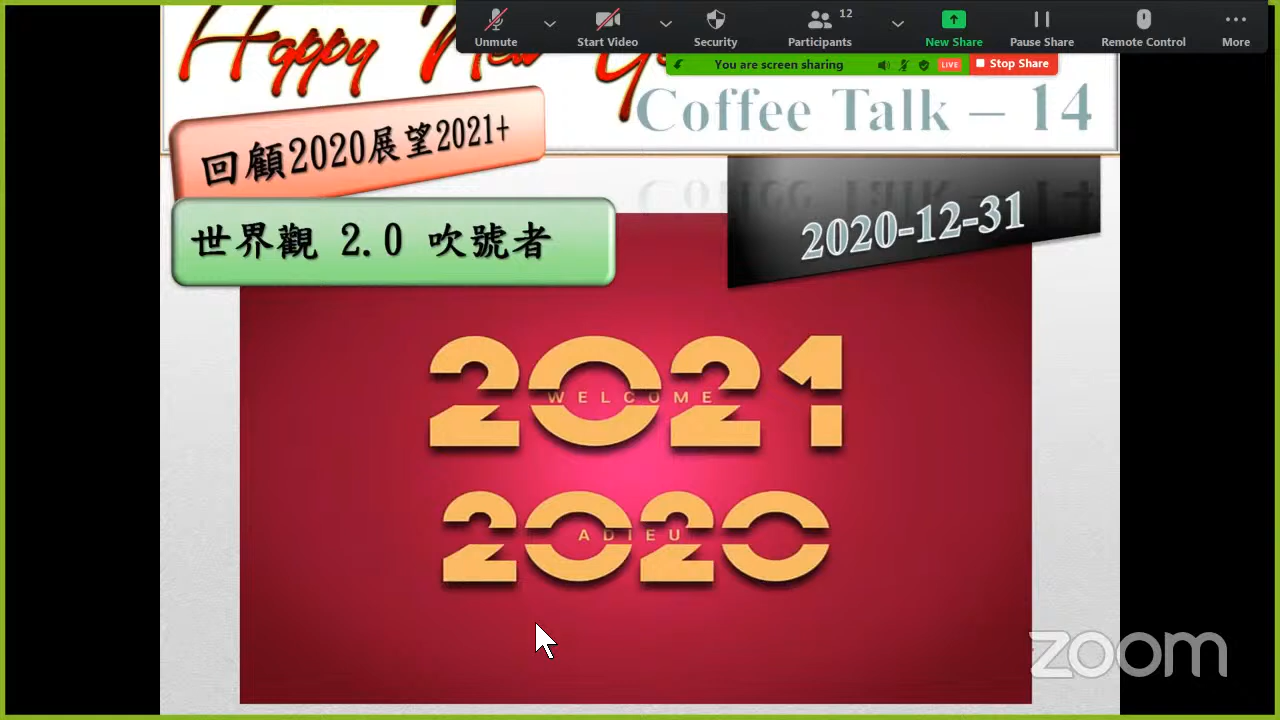 12
Unmute Start Video Security Participants New Share Pause Share Remote Control More
You are screen sharing LIVE Stop Share
Happy New
Coffee Talk – 14
回顧2020展望2021+
2020-12-31
世界觀 2.0 吹號者
2021
WELCOME
2020
ADIEU
zoom